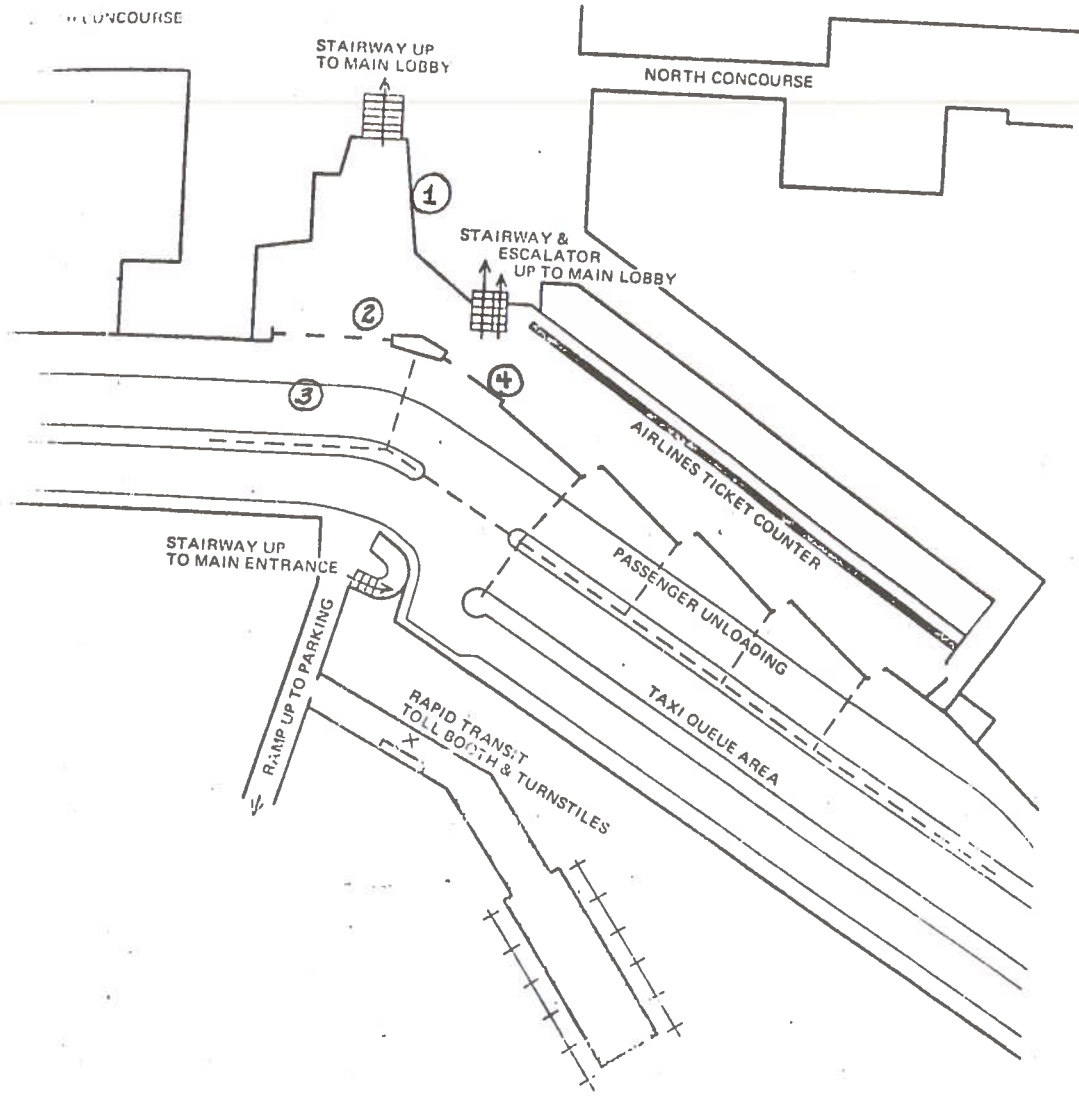 CONCOURSE
STAIRWAY UP
TO MAIN LOBBY
NORTH CONCOURSE
1
STAIRWAY &
ESCALATOR
UP TO MAIN LOBBY
2
3
4
AIRLINES TICKET COUNTER
PASSENGER UNLOADING
TAXI QUEUE AREA
STAIRWAY UP
TO MAIN ENTRANCE
RAMP UP TO PARKING
RAPID TRANSIT
TOLL BOOTH & TURNSTILES